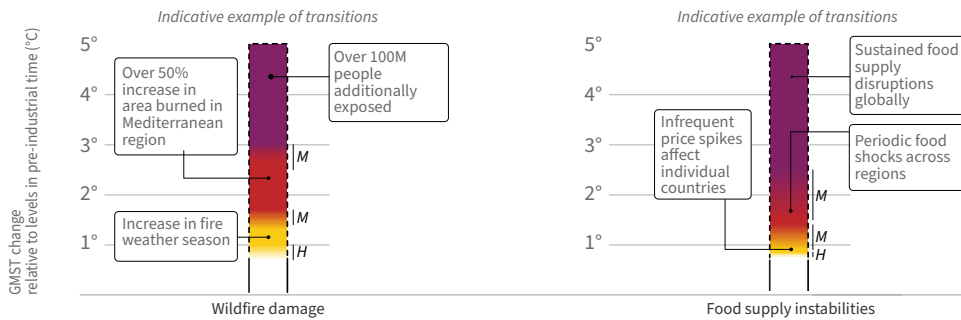 Indicative example of transitions
GMST change
relative to levels in pre-industrial time (°C)
5°
4°
3°
2°
1°
Over 50%
increase in
area burned in
Mediterranean
region
Over 100M
people
additionally
exposed
Increase in fire
weather season
M
M
H
Wildfire damage
Indicative example of transitions
5°
4°
3°
2°
1°
Infrequent
price spikes
affect
individual
countries
Sustained food
supply
disruptions
globally
Periodic food
shocks across
regions
M
M
H
Food supply instabilities